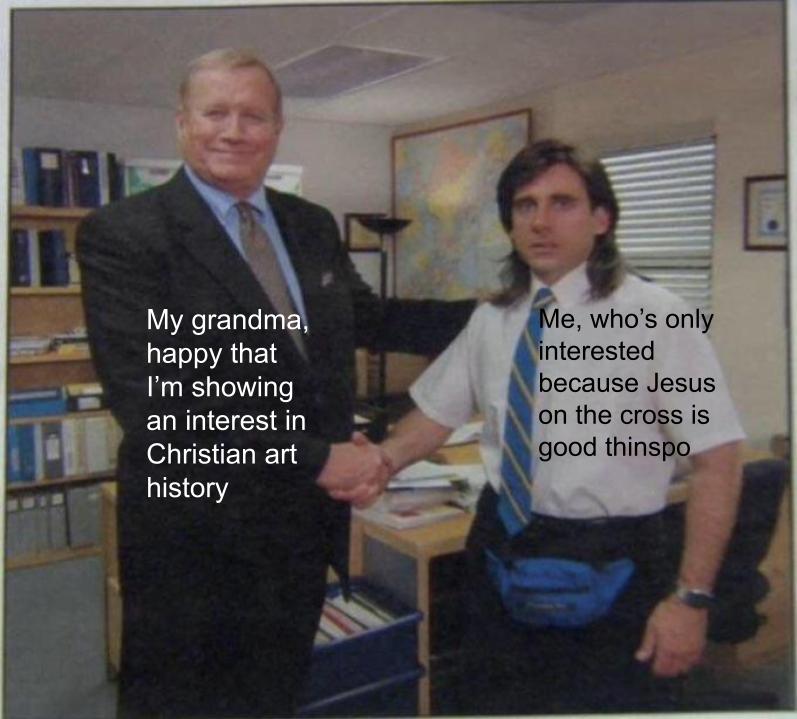 My grandma,
happy that
I'm showing
an interest in
Christian art
history
Me, who's only
interested
because Jesus
on the cross is
good thinspo